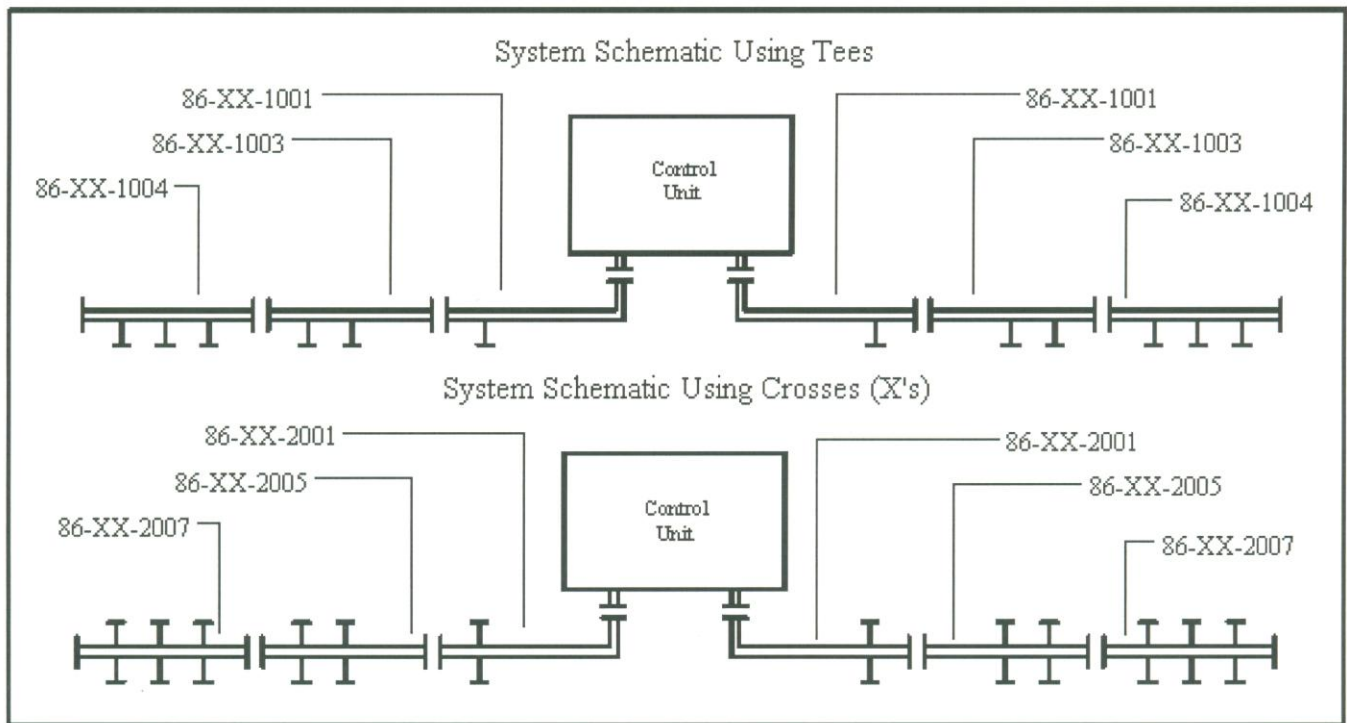 System Schematic Using Tees
86-XX-1001
86-XX-1001
86-XX-1003
86-XX-1003
86-XX-1004
86-XX-1004
Control
Unit
System Schematic Using Crosses (X's)
86-XX-2001
86-XX-2001
86-XX-2005
86-XX-2005
86-XX-2007
86-XX-2007
Control
Unit